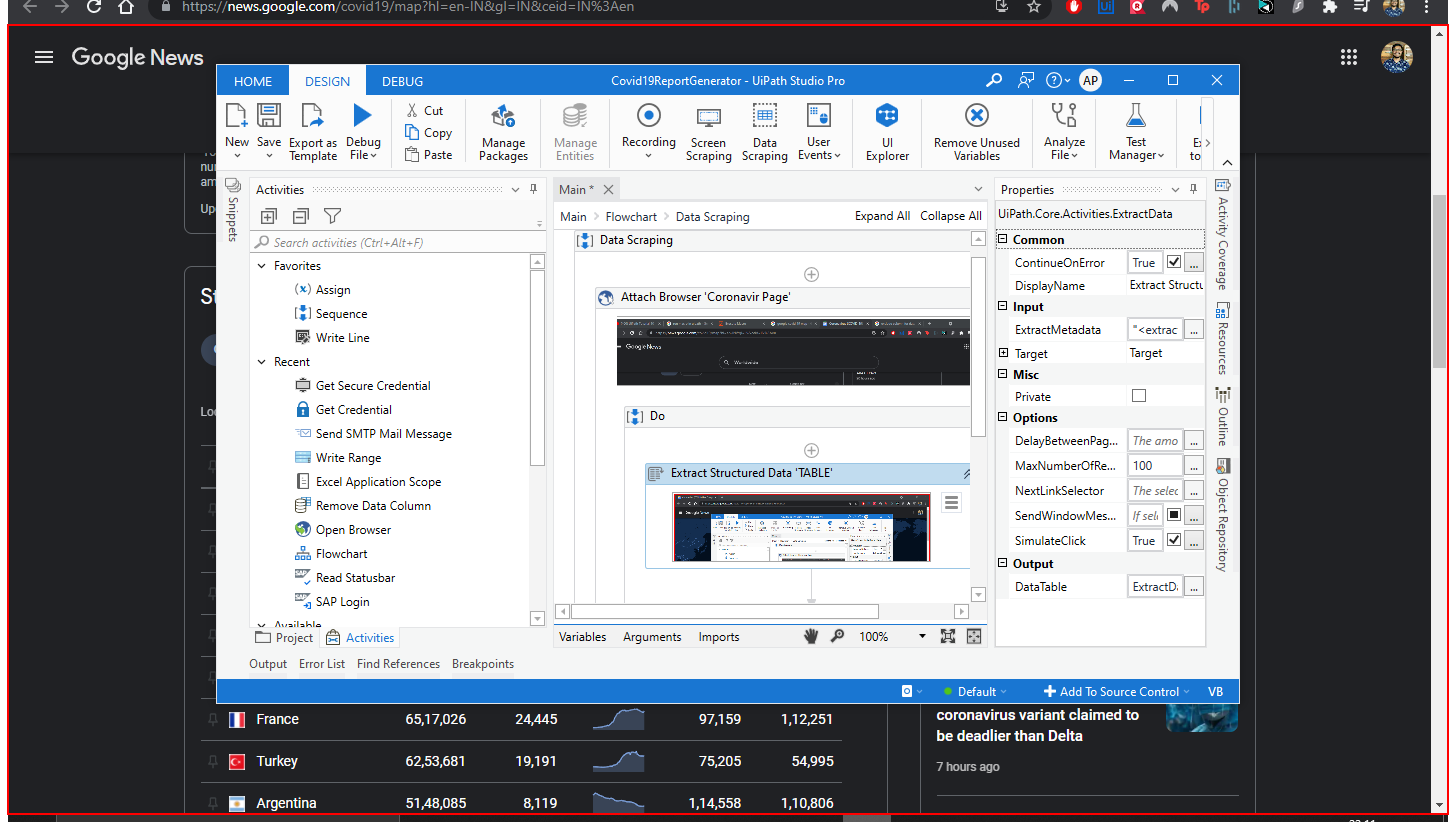 https://news.google.com/covid19/map?hl=en-IN&gl=IN&ceid=IN%3Aen
Google News
HOME DESIGN DEBUG Covid19ReportGenerator - UiPath Studio Pro AP
New Save Export as Template Debug File
Cut
Copy
Paste
Manage Packages Manage Entities Recording Screen Scraping Data Scraping User Events UI Explorer Remove Unused Variables Analyze File Test Manager
Snippets
Activities
Search activities (Ctrl+Alt+F)
Favorites
Assign
Sequence
Write Line
Recent
Get Secure Credential
Get Credential
Send SMTP Mail Message
Write Range
Excel Application Scope
Remove Data Column
Open Browser
Flowchart
Read Statusbar
SAP Login
Available
Project Activities
Output Error List Find References Breakpoints
Main *
Main Flowchart Data Scraping Expand All Collapse All
Data Scraping
Attach Browser 'Coronavir Page'
Google News
Worldwide
Do
Extract Structured Data 'TABLE'
Variables Arguments Imports 100%
Properties
UiPath.Core.Activities.ExtractData
Common
ContinueOnError True ...
DisplayName Extract Structu
Input
ExtractMetadata "<extrac ...
Target Target
Misc
Private
Options
DelayBetweenPag... The amo ...
MaxNumberOfRe... 100 ...
NextLinkSelector The selec ...
SendWindowMes... If sel ...
SimulateClick True ...
Output
DataTable ExtractD ...
Activity Coverage
Resources
Outline
Object Repository
Default Add To Source Control VB
France 65,17,026 24,445 97,159 1,12,251
Turkey 62,53,681 19,191 75,205 54,995
Argentina 51,48,085 8,119 1,14,558 1,10,806
coronavirus variant claimed to
be deadlier than Delta
7 hours ago